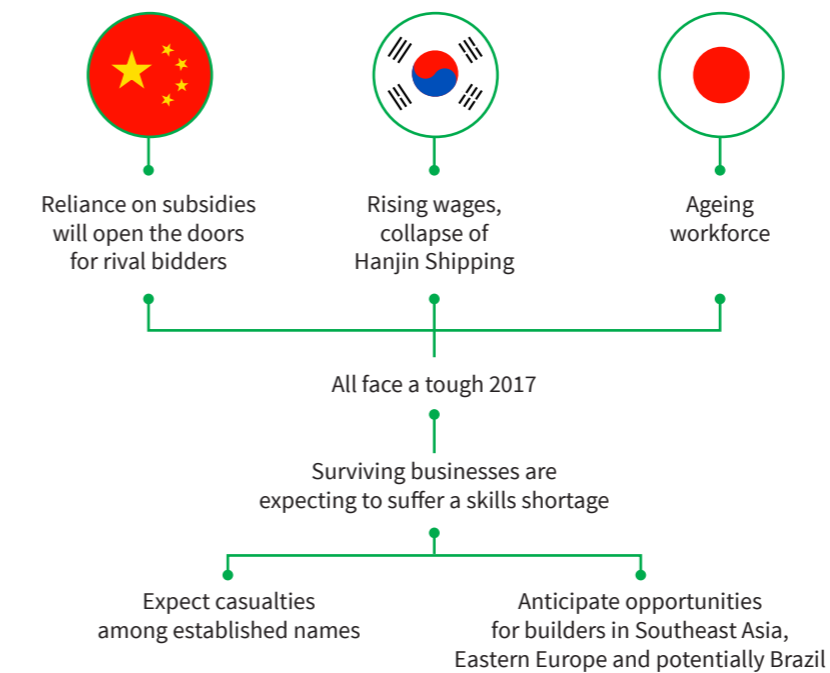 Reliance on subsidies
will open the doors
for rival bidders
Rising wages,
collapse of
Hanjin Shipping
Ageing
workforce
All face a tough 2017
Surviving businesses are
expecting to suffer a skills shortage
Expect casualties
among established names
Anticipate opportunities
for builders in Southeast Asia,
Eastern Europe and potentially Brazil